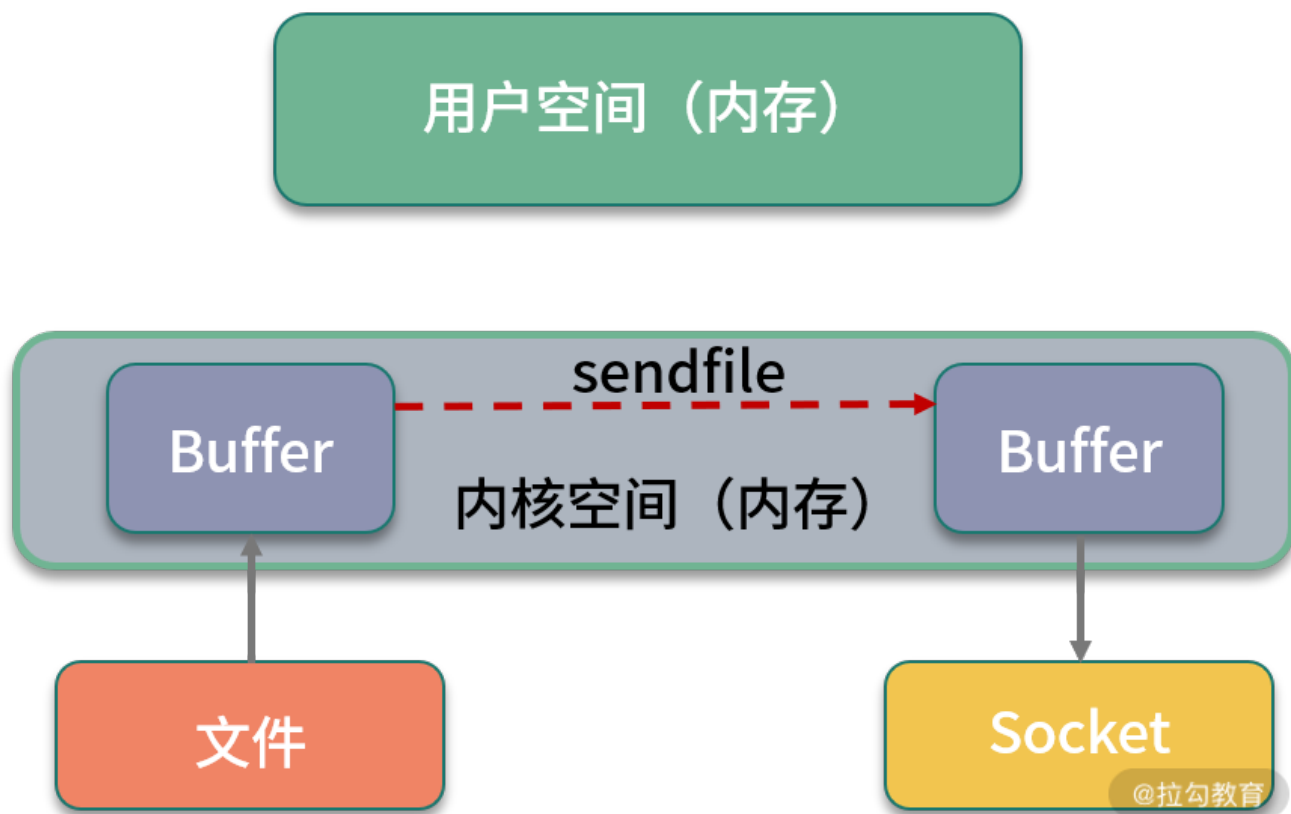 用户空间（内存）
sendfile
Buffer
Buffer
内核空间（内存）
文件
Socket
@拉勾教育